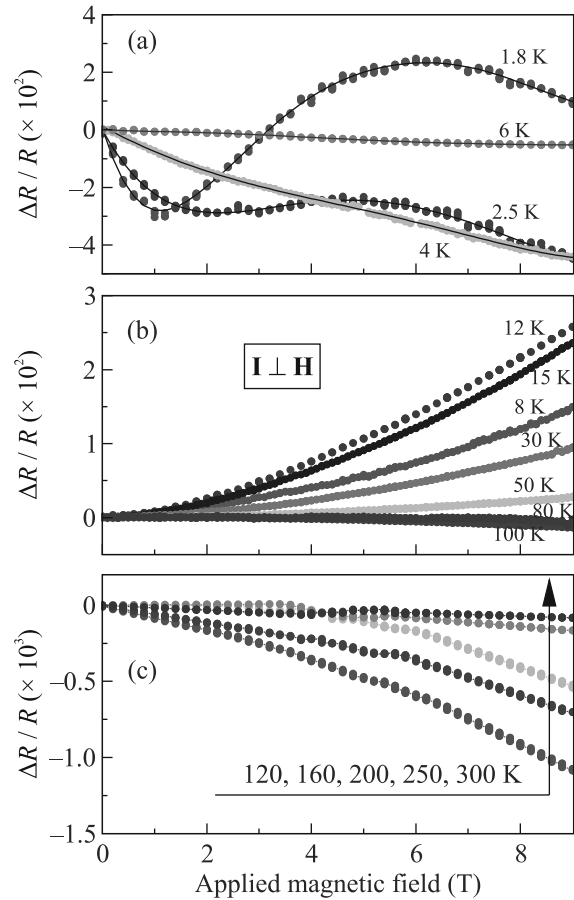 4
2
0
−2
−4
ΔR / R (× 10²)
(a)
1.8 K
6 K
2.5 K
4 K
3
2
1
0
ΔR / R (× 10²)
(b)
I ⊥ H
12 K
15 K
8 K
30 K
50 K
80 K
100 K
0
−0.5
−1.0
−1.5
ΔR / R (× 10³)
(c)
120, 160, 200, 250, 300 K
0 2 4 6 8
Applied magnetic field (T)